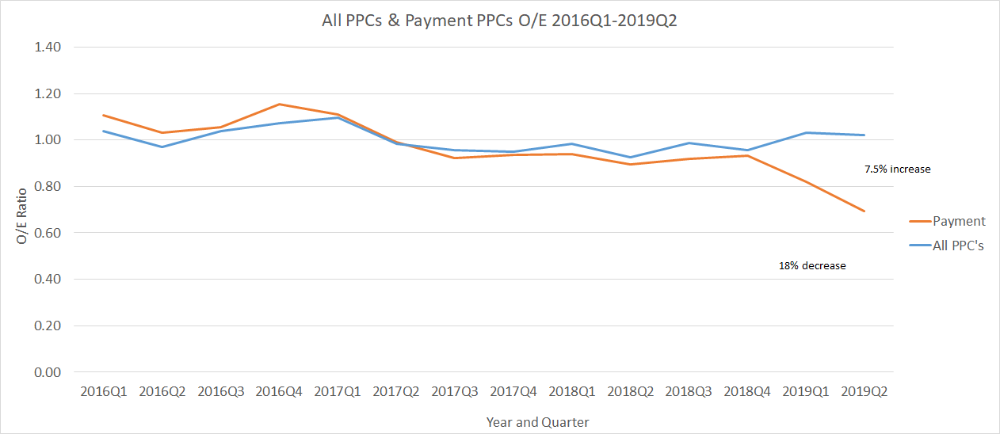 All PPCs & Payment PPCs O/E 2016Q1-2019Q2
1.40
1.20
1.00
0.80
0.60
0.40
0.20
0.00
O/E Ratio
7.5% increase
18% decrease
Payment
All PPC's
2016Q1 2016Q2 2016Q3 2016Q4 2017Q1 2017Q2 2017Q3 2017Q4 2018Q1 2018Q2 2018Q3 2018Q4 2019Q1 2019Q2
Year and Quarter